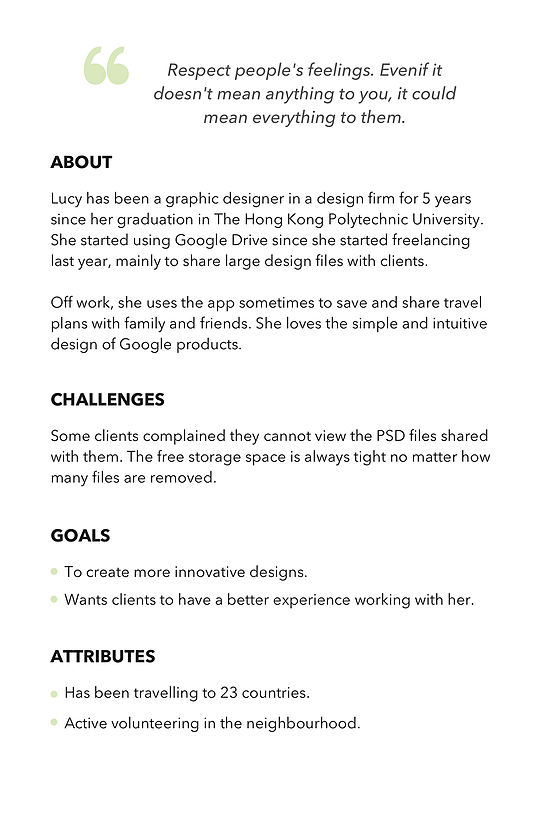 Respect people's feelings. Evenif it
doesn't mean anything to you, it could
mean everything to them.
ABOUT
Lucy has been a graphic designer in a design firm for 5 years
since her graduation in The Hong Kong Polytechnic University.
She started using Google Drive since she started freelancing
last year, mainly to share large design files with clients.
Off work, she uses the app sometimes to save and share travel
plans with family and friends. She loves the simple and intuitive
design of Google products.
CHALLENGES
Some clients complained they cannot view the PSD files shared
with them. The free storage space is always tight no matter how
many files are removed.
GOALS
To create more innovative designs.
Wants clients to have a better experience working with her.
ATTRIBUTES
Has been travelling to 23 countries.
Active volunteering in the neighbourhood.